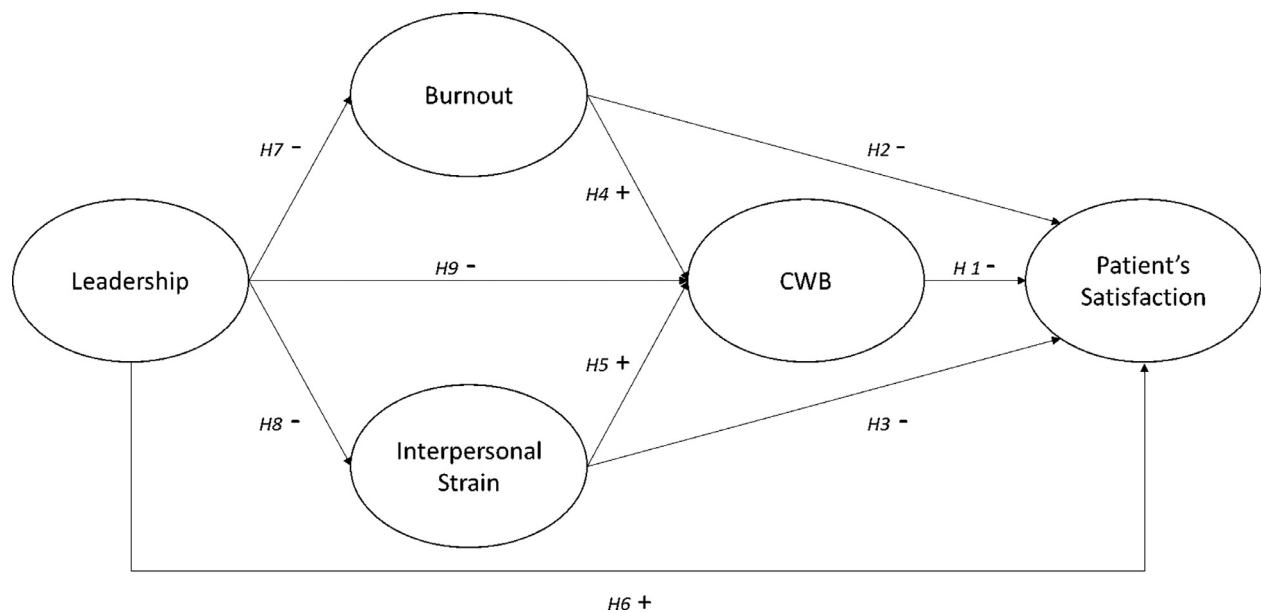 Burnout
H7 -
H2 -
H4 +
Leadership
H9 -
CWB
H 1 -
Patient’s
Satisfaction
H5 +
H8 -
H3 -
Interpersonal
Strain
H6 +